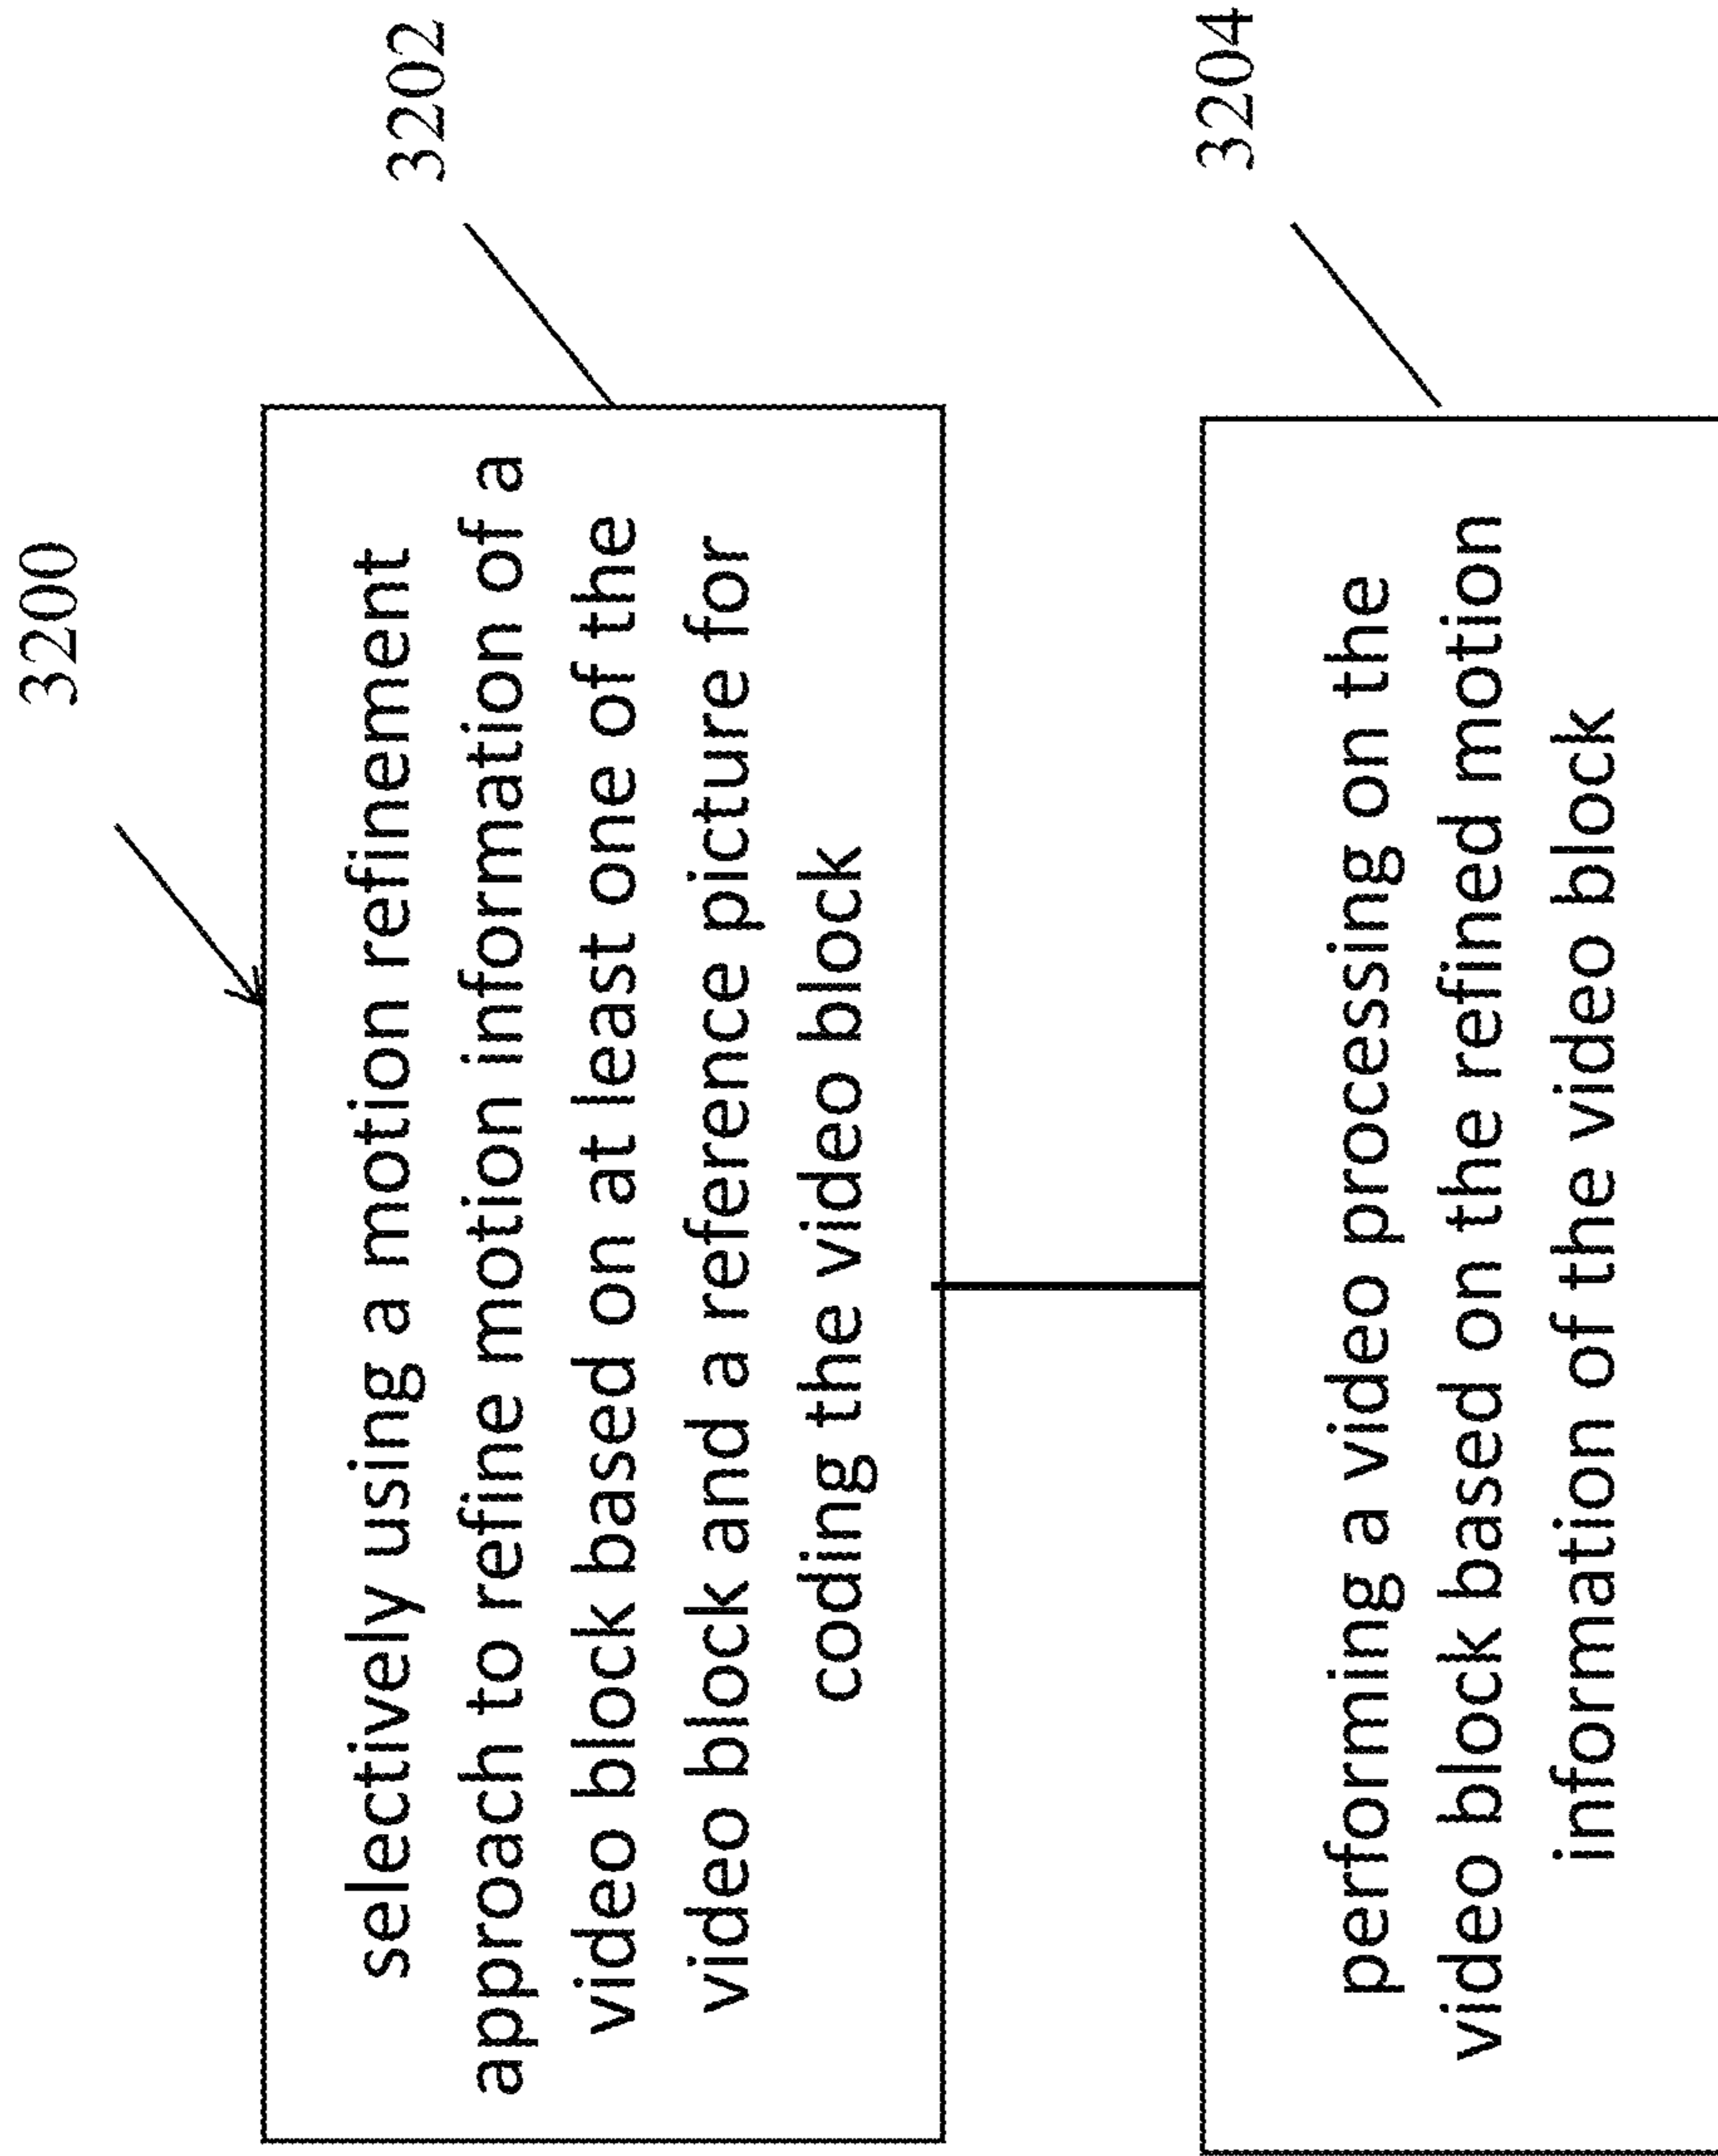 3200
3202
selectively using a motion refinement
approach to refine motion information of a
video block based on at least one of the
video block and a reference picture for
coding the video block
3204
performing a video processing on the
video block based on the refined motion
information of the video block